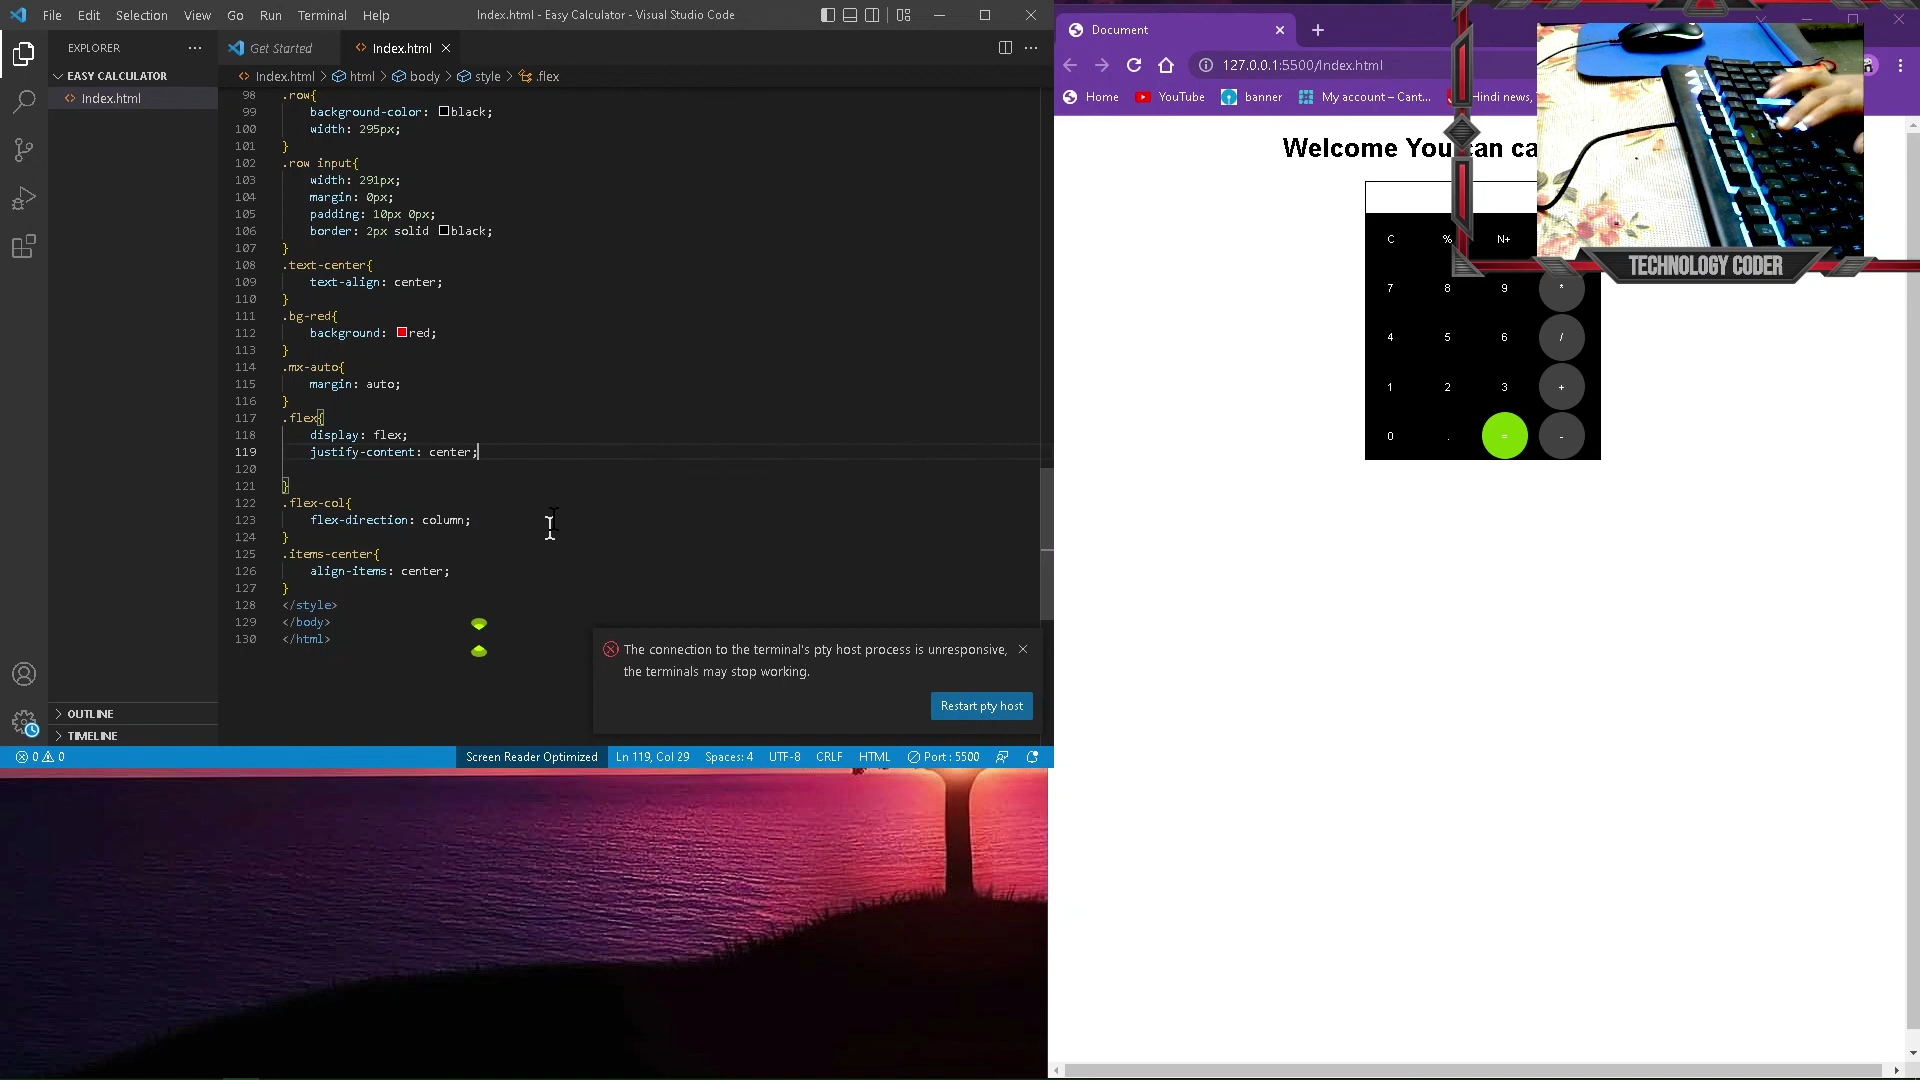 File Edit Selection View Go Run Terminal Help
Index.html - Easy Calculator - Visual Studio Code
EXPLORER
EASY CALCULATOR
Index.html
OUTLINE
TIMELINE
Get Started
Index.html
Index.html > html > body > style > .flex
98 .row{
99 background-color: black;
100 width: 295px;
101 }
102 .row input{
103 width: 291px;
104 margin: 0px;
105 padding: 10px 0px;
106 border: 2px solid black;
107 }
108 .text-center{
109 text-align: center;
110 }
111 .bg-red{
112 background: red;
113 }
114 .mx-auto{
115 margin: auto;
116 }
117 .flex{
118 display: flex;
119 justify-content: center;
120
121 }
122 .flex-col{
123 flex-direction: column;
124 }
125 .items-center{
126 align-items: center;
127 }
128 </style>
129 </body>
130 </html>
The connection to the terminal's pty host process is unresponsive,
the terminals may stop working.
Restart pty host
0 0
Screen Reader Optimized Ln 119, Col 29 Spaces: 4 UTF-8 CRLF HTML Port : 5500
Document
127.0.0.1:5500/Index.html
Home YouTube banner My account – Cant... Hindi news,
Welcome You can ca
C % N+
7 8 9 *
4 5 6 /
1 2 3 +
0 . = -
TECHNOLOGY CODER